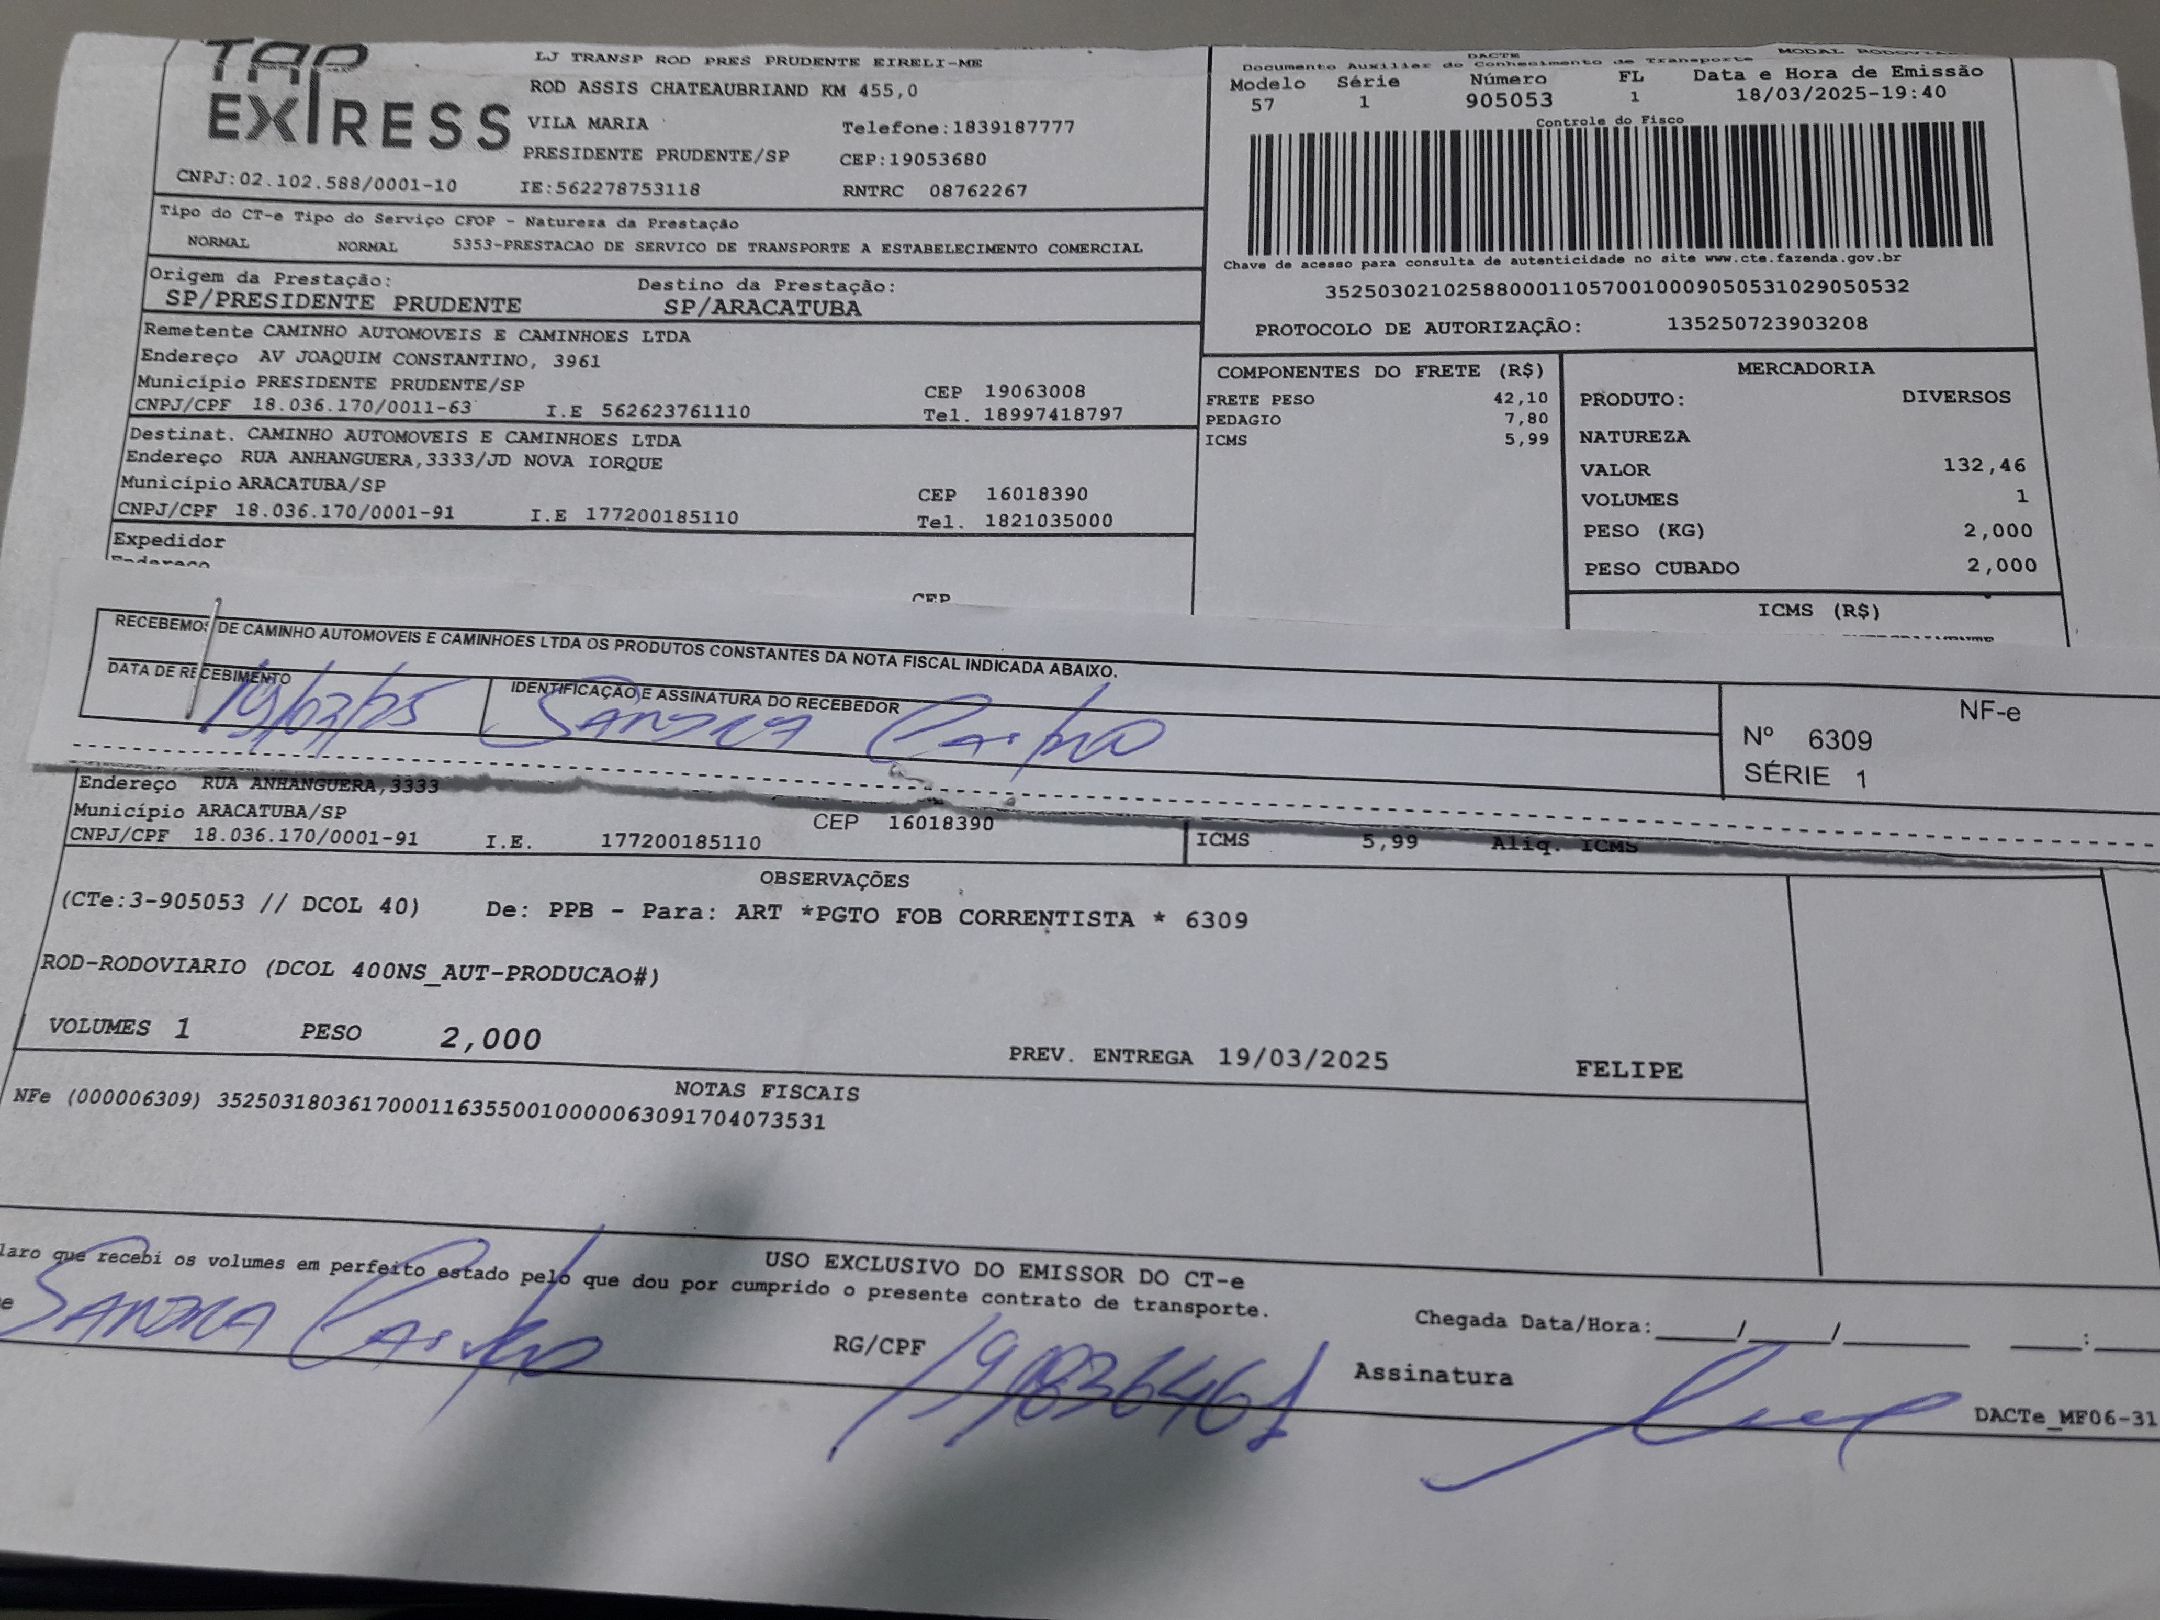 TAP EXPRESS
LJ TRANSP ROD PRES PRUDENTE EIRELI-ME
ROD ASSIS CHATEAUBRIAND KM 455,0
VILA MARIA Telefone:1839187777
PRESIDENTE PRUDENTE/SP CEP:19053680
CNPJ:02.102.588/0001-10 IE:562278753118 RNTRC 08762267
Tipo do CT-e Tipo do Serviço CFOP - Natureza da Prestação
NORMAL NORMAL 5353-PRESTACAO DE SERVICO DE TRANSPORTE A ESTABELECIMENTO COMERCIAL
Origem da Prestação: Destino da Prestação:
SP/PRESIDENTE PRUDENTE SP/ARACATUBA
Remetente CAMINHO AUTOMOVEIS E CAMINHOES LTDA
Endereço AV JOAQUIM CONSTANTINO, 3961
Município PRESIDENTE PRUDENTE/SP CEP 19063008
CNPJ/CPF 18.036.170/0011-63 I.E 562623761110 Tel. 18997418797
Destinat. CAMINHO AUTOMOVEIS E CAMINHOES LTDA
Endereço RUA ANHANGUERA,3333/JD NOVA IORQUE
Município ARACATUBA/SP CEP 16018390
CNPJ/CPF 18.036.170/0001-91 I.E 177200185110 Tel. 1821035000
Expedidor
Endereço
CEP
DACTE MODAL
Documento Auxiliar do Conhecimento de Transporte
Modelo Série Número FL Data e Hora de Emissão
57 1 905053 1 18/03/2025-19:40
Controle do Fisco
Chave de acesso para consulta de autenticidade no site www.cte.fazenda.gov.br
35250302102588000110570010009050531029050532
PROTOCOLO DE AUTORIZAÇÃO: 135250723903208
COMPONENTES DO FRETE (R$)
FRETE PESO 42,10
PEDAGIO 7,80
ICMS 5,99
MERCADORIA
PRODUTO: DIVERSOS
NATUREZA
VALOR 132,46
VOLUMES 1
PESO (KG) 2,000
PESO CUBADO 2,000
ICMS (R$)
RECEBEMOS DE CAMINHO AUTOMOVEIS E CAMINHOES LTDA OS PRODUTOS CONSTANTES DA NOTA FISCAL INDICADA ABAIXO.
DATA DE RECEBIMENTO IDENTIFICAÇÃO E ASSINATURA DO RECEBEDOR
19/03/25 SANDRA Castro
NF-e
Nº 6309
SÉRIE 1
Endereço RUA ANHANGUERA,3333
Município ARACATUBA/SP CEP 16018390
CNPJ/CPF 18.036.170/0001-91 I.E. 177200185110
ICMS 5,99 Aliq. ICMS
OBSERVAÇÕES
(CTe:3-905053 // DCOL 40) De: PPB - Para: ART *PGTO FOB CORRENTISTA * 6309
ROD-RODOVIARIO (DCOL 400NS_AUT-PRODUCAO#)
VOLUMES 1 PESO 2,000 PREV. ENTREGA 19/03/2025 FELIPE
NOTAS FISCAIS
NFe (000006309) 35250318036170001163550010000063091704073531
USO EXCLUSIVO DO EMISSOR DO CT-e
laro que recebi os volumes em perfeito estado pelo que dou por cumprido o presente contrato de transporte.
e SANDRA Castro RG/CPF Chegada Data/Hora:____/____/______ ____:
Assinatura
DACTe_MF06-31